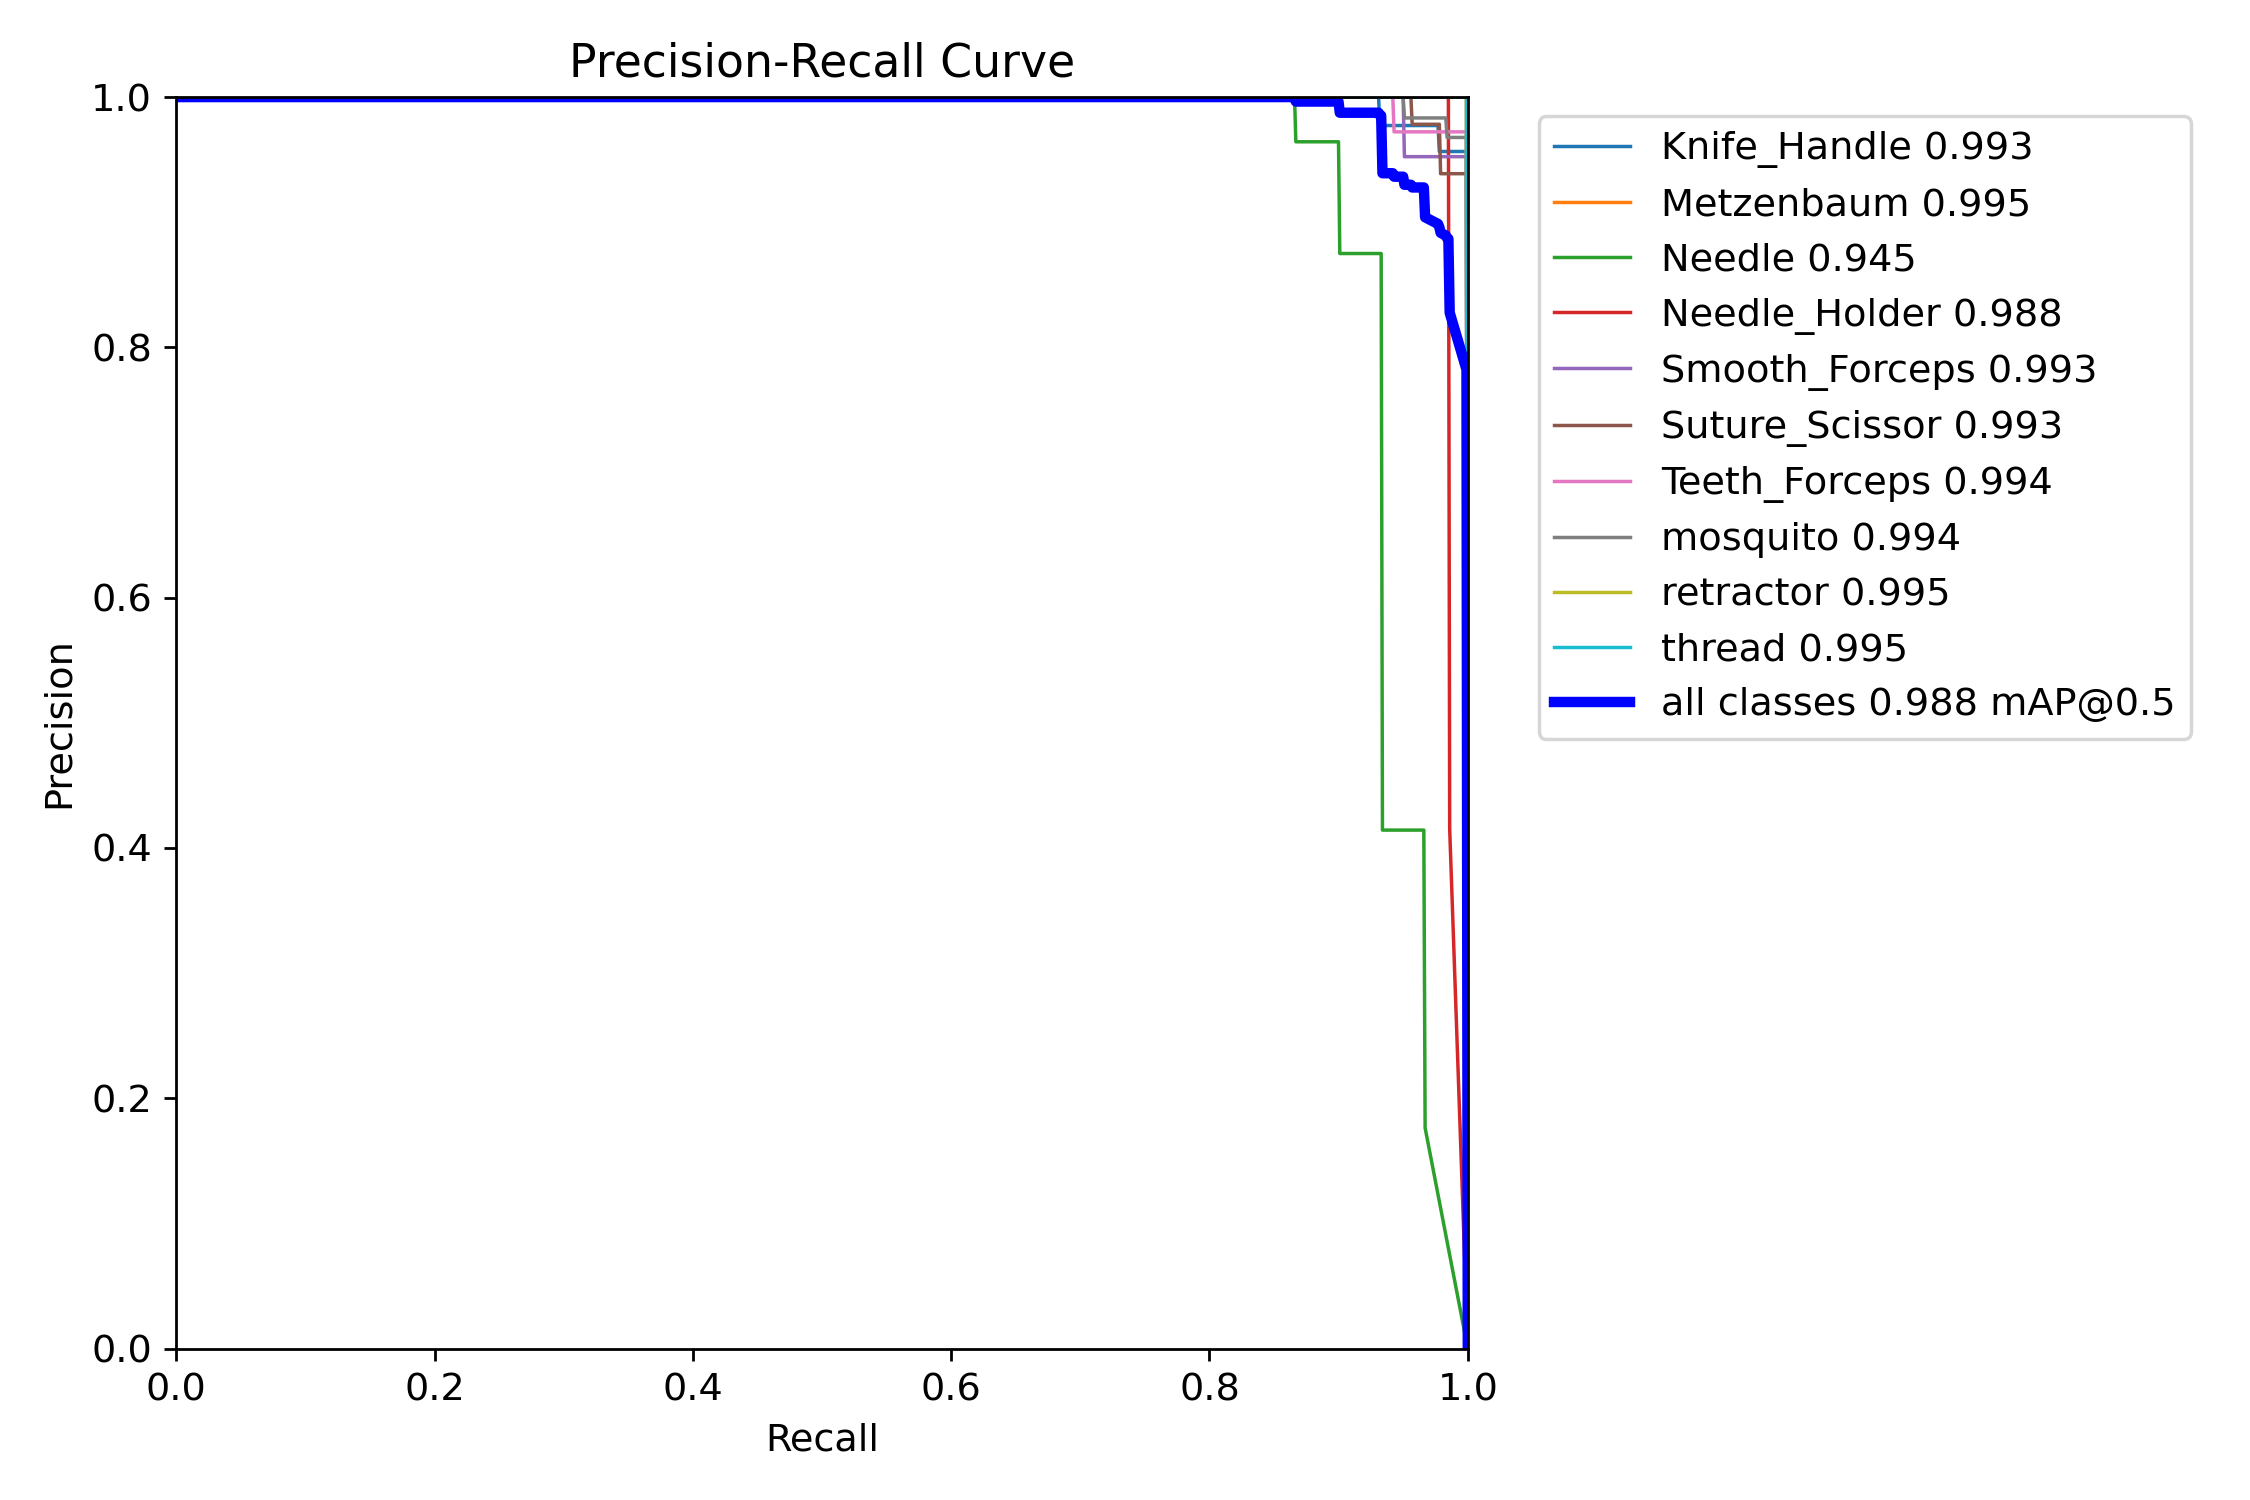 Precision-Recall Curve
1.0
0.8
0.6
0.4
0.2
0.0
Precision
0.0 0.2 0.4 0.6 0.8 1.0
Recall
Knife_Handle 0.993
Metzenbaum 0.995
Needle 0.945
Needle_Holder 0.988
Smooth_Forceps 0.993
Suture_Scissor 0.993
Teeth_Forceps 0.994
mosquito 0.994
retractor 0.995
thread 0.995
all classes 0.988 mAP@0.5